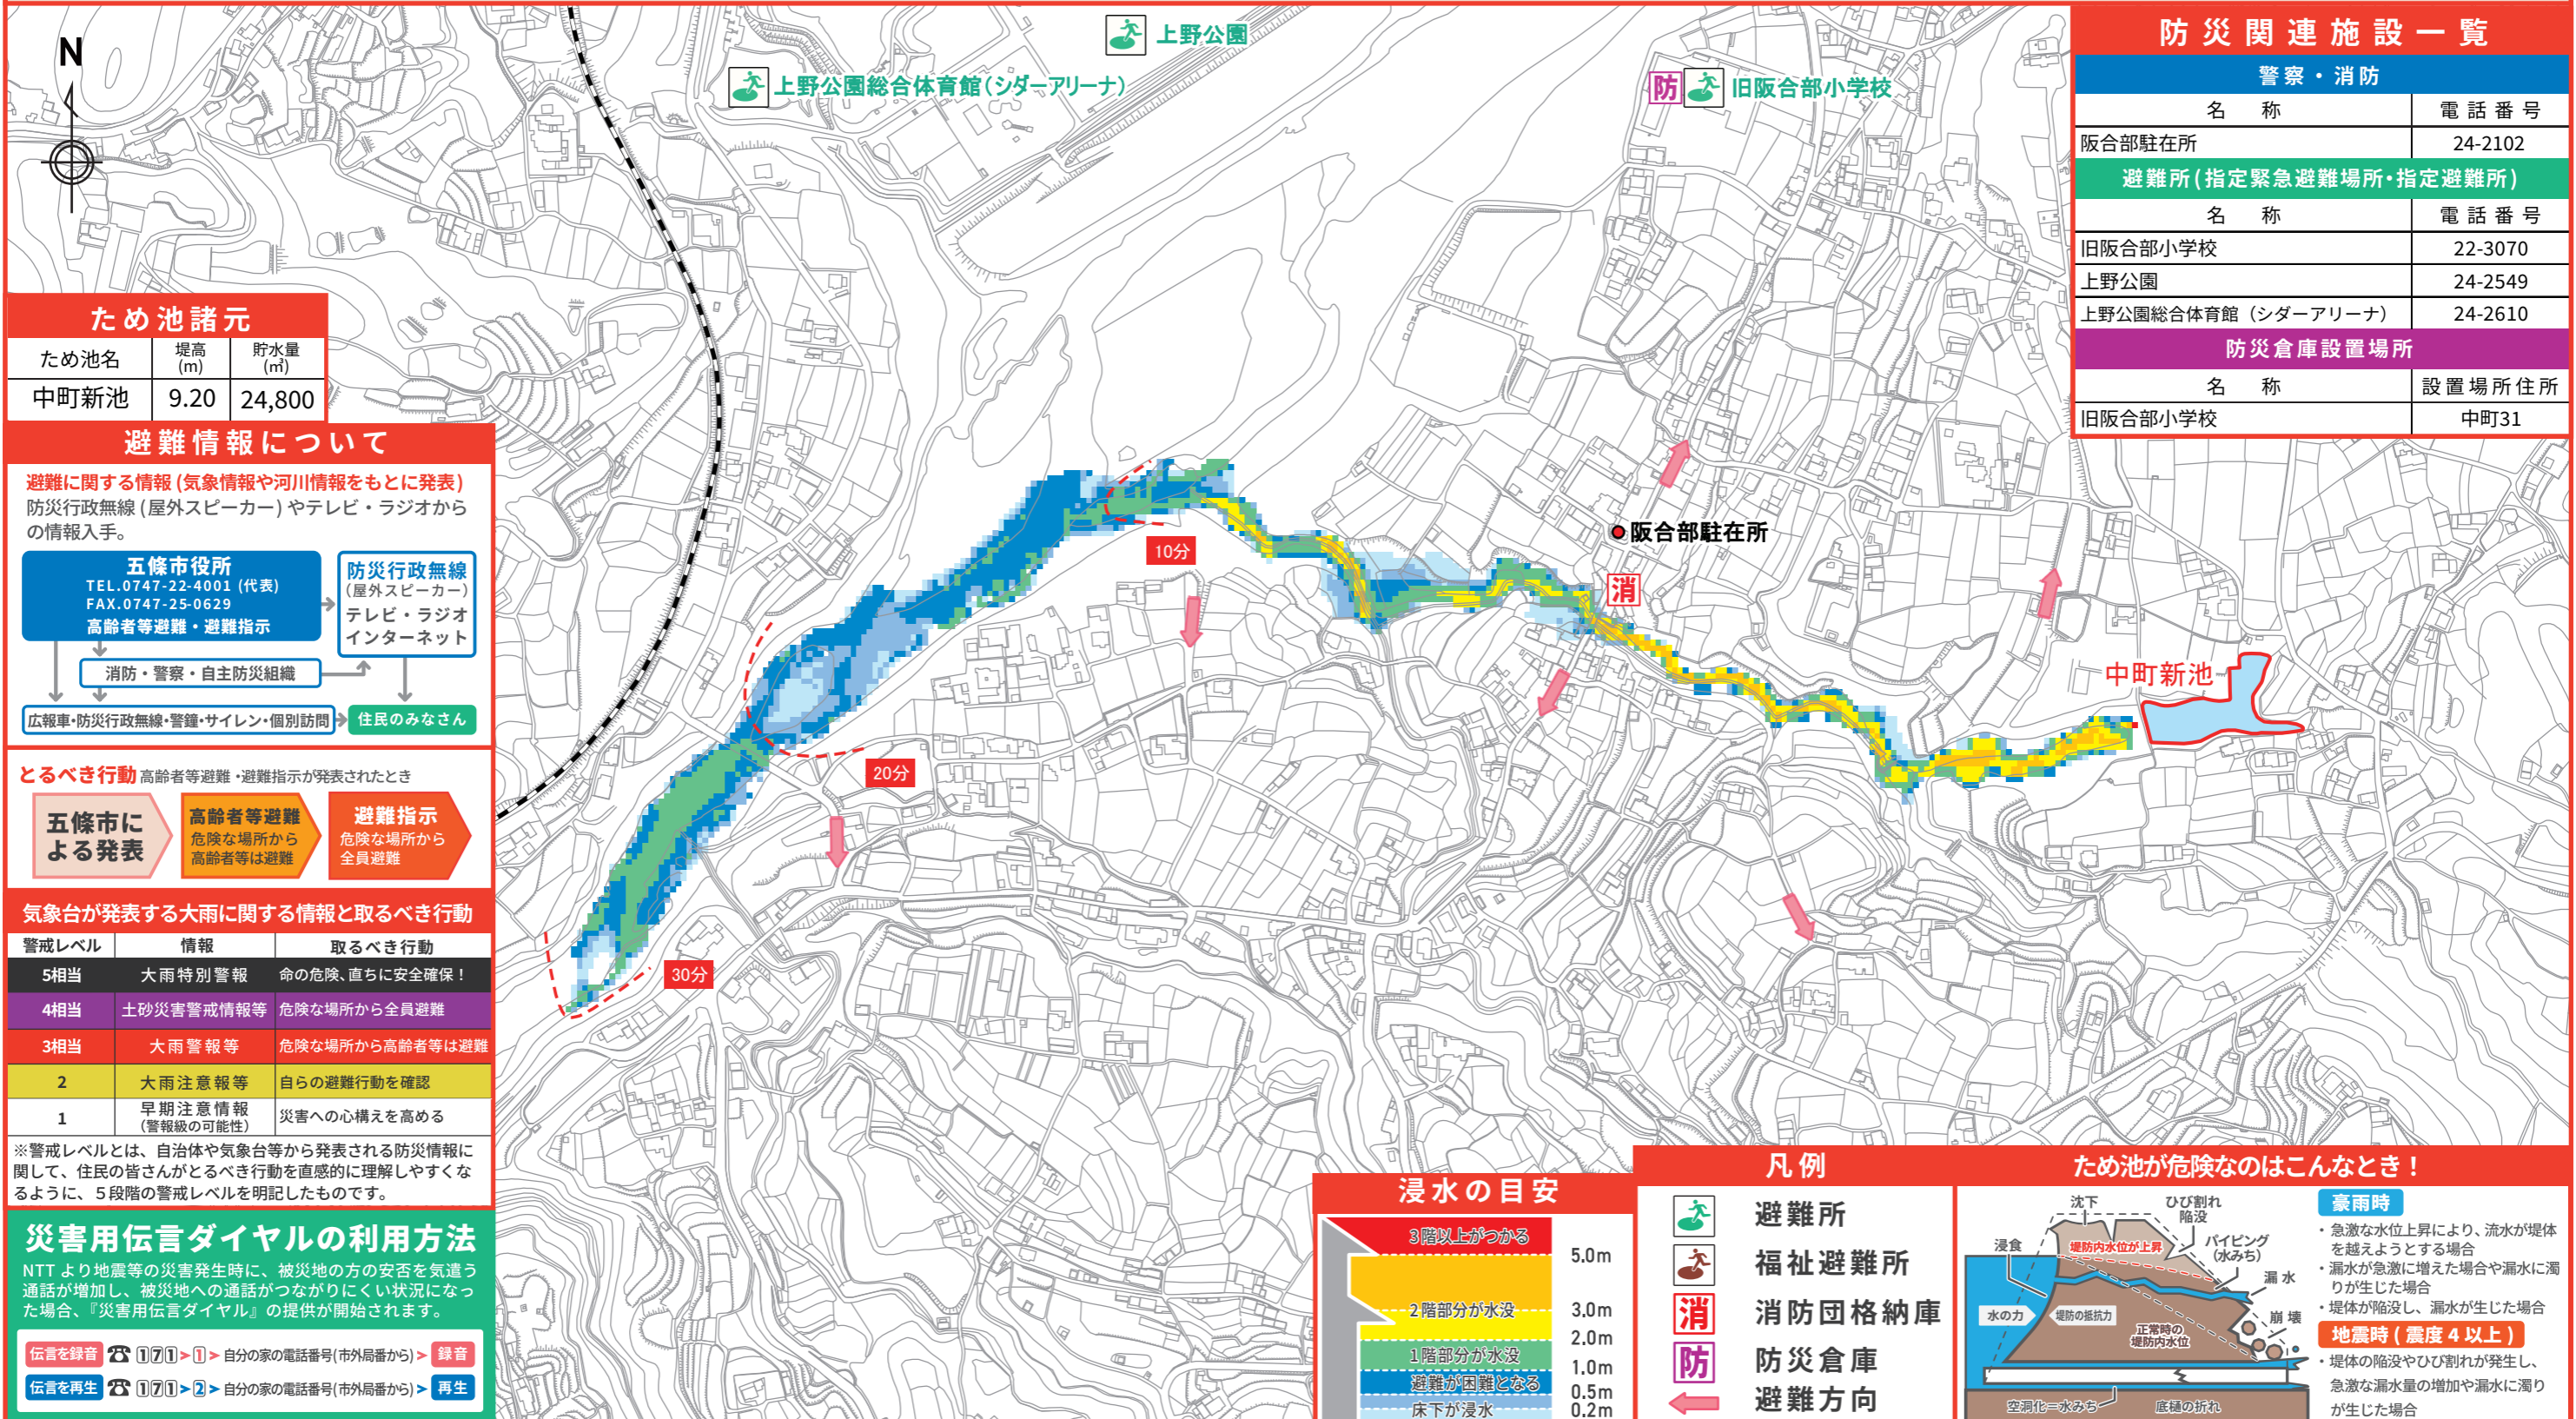 N
上野公園
上野公園総合体育館(シダーアリーナ)
防
旧阪合部小学校
防災関連施設一覧
警察・消防
名 称 電話番号
阪合部駐在所 24-2102
避難所(指定緊急避難場所・指定避難所)
名 称 電話番号
旧阪合部小学校 22-3070
上野公園 24-2549
上野公園総合体育館（シダーアリーナ） 24-2610
防災倉庫設置場所
名 称 設置場所住所
旧阪合部小学校 中町31
ため池諸元
ため池名 堤高(m) 貯水量(㎥)
中町新池 9.20 24,800
避難情報について
避難に関する情報(気象情報や河川情報をもとに発表)
防災行政無線(屋外スピーカー)やテレビ・ラジオから
の情報入手。
五條市役所
TEL.0747-22-4001 (代表)
FAX.0747-25-0629
高齢者等避難・避難指示
防災行政無線
(屋外スピーカー)
テレビ・ラジオ
インターネット
消防・警察・自主防災組織
広報車・防災行政無線・警鐘・サイレン・個別訪問
住民のみなさん
とるべき行動 高齢者等避難・避難指示が発表されたとき
五條市に
よる発表
高齢者等避難
危険な場所から
高齢者等は避難
避難指示
危険な場所から
全員避難
気象台が発表する大雨に関する情報と取るべき行動
警戒レベル 情報 取るべき行動
5相当 大雨特別警報 命の危険、直ちに安全確保！
4相当 土砂災害警戒情報等 危険な場所から全員避難
3相当 大雨警報等 危険な場所から高齢者等は避難
2 大雨注意報等 自らの避難行動を確認
1 早期注意情報(警報級の可能性) 災害への心構えを高める
※警戒レベルとは、自治体や気象台等から発表される防災情報に
関して、住民の皆さんがとるべき行動を直感的に理解しやすくな
るように、５段階の警戒レベルを明記したものです。
災害用伝言ダイヤルの利用方法
NTTより地震等の災害発生時に、被災地の方の安否を気遣う
通話が増加し、被災地への通話がつながりにくい状況になっ
た場合、『災害用伝言ダイヤル』の提供が開始されます。
伝言を録音 ☎ 171>1> 自分の家の電話番号(市外局番から) > 録音
伝言を再生 ☎ 171>2> 自分の家の電話番号(市外局番から) > 再生
10分
20分
30分
阪合部駐在所
消
中町新池
浸水の目安
3階以上がつかる
5.0m
2階部分が水没
3.0m
2.0m
1階部分が水没
1.0m
避難が困難となる
0.5m
床下が浸水
0.2m
凡例
避難所
福祉避難所
消 消防団格納庫
防 防災倉庫
避難方向
ため池が危険なのはこんなとき！
沈下
ひび割れ
陥没
浸食
堤防内水位が上昇
パイピング
(水みち)
漏水
水の力
堤防の抵抗力
正常時の
堤防内水位
崩壊
空洞化＝水みち
底樋の折れ
豪雨時
・急激な水位上昇により、流水が堤体
を越えようとする場合
・漏水が急激に増えた場合や漏水に濁
りが生じた場合
・堤体が陥没し、漏水が生じた場合
地震時(震度4以上)
・堤体の陥没やひび割れが発生し、
急激な漏水量の増加や漏水に濁り
が生じた場合